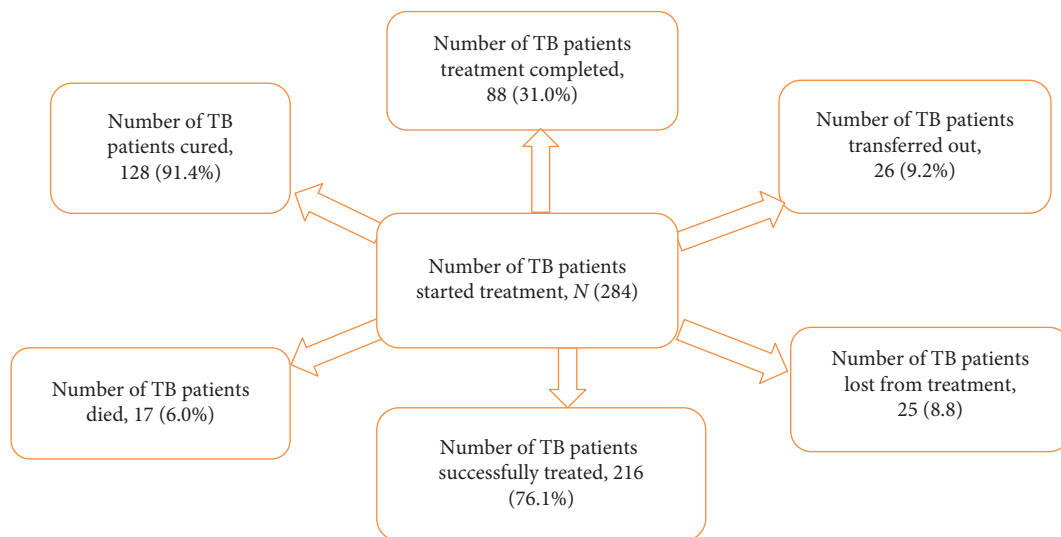 Number of TB patients
treatment completed,
88 (31.0%)
Number of TB
patients cured,
128 (91.4%)
Number of TB patients
transferred out,
26 (9.2%)
Number of TB patients
started treatment, N (284)
Number of TB patients
died, 17 (6.0%)
Number of TB patients
lost from treatment,
25 (8.8)
Number of TB patients
successfully treated, 216
(76.1%)